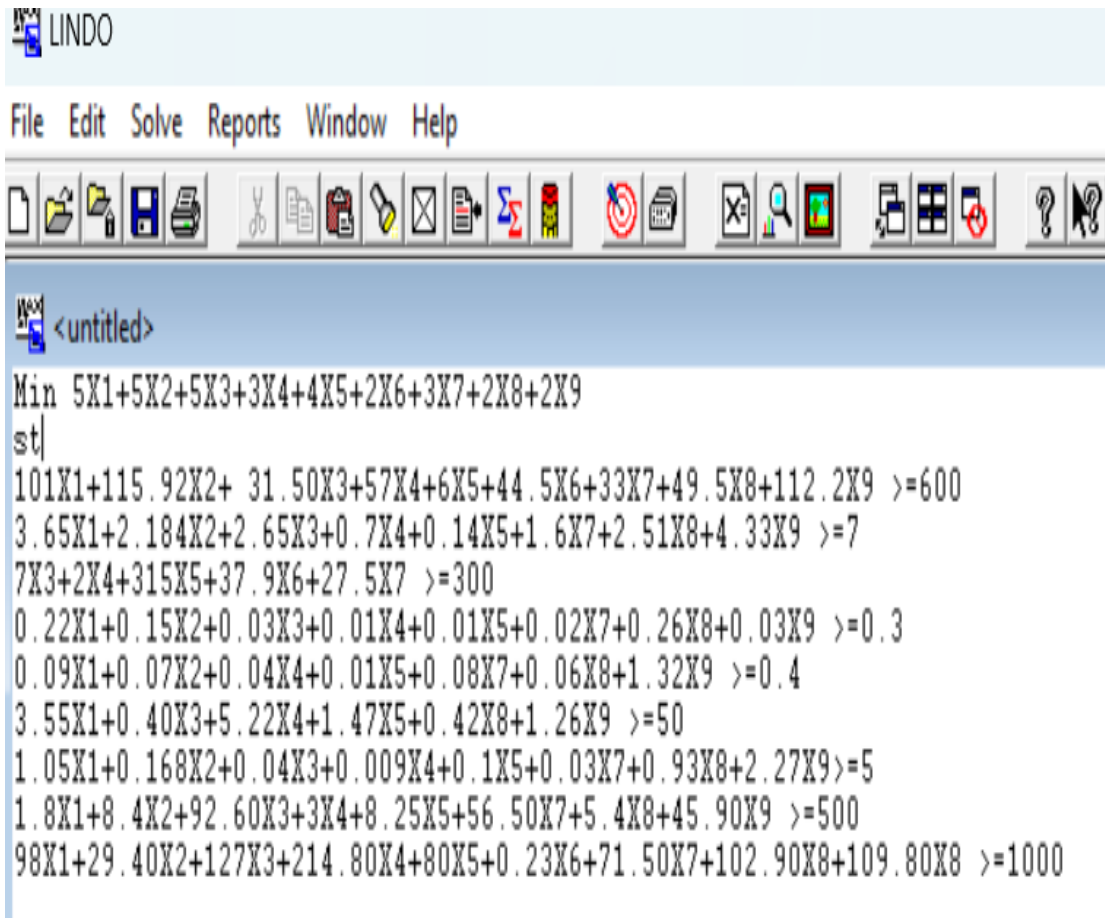 LINDO
File Edit Solve Reports Window Help
<untitled>
Min 5X1+5X2+5X3+3X4+4X5+2X6+3X7+2X8+2X9
st
101X1+115.92X2+ 31.50X3+57X4+6X5+44.5X6+33X7+49.5X8+112.2X9 >=600
3.65X1+2.184X2+2.65X3+0.7X4+0.14X5+1.6X7+2.51X8+4.33X9 >=7
7X3+2X4+315X5+37.9X6+27.5X7 >=300
0.22X1+0.15X2+0.03X3+0.01X4+0.01X5+0.02X7+0.26X8+0.03X9 >=0.3
0.09X1+0.07X2+0.04X4+0.01X5+0.08X7+0.06X8+1.32X9 >=0.4
3.55X1+0.40X3+5.22X4+1.47X5+0.42X8+1.26X9 >=50
1.05X1+0.168X2+0.04X3+0.009X4+0.1X5+0.03X7+0.93X8+2.27X9>=5
1.8X1+8.4X2+92.60X3+3X4+8.25X5+56.50X7+5.4X8+45.90X9 >=500
98X1+29.40X2+127X3+214.80X4+80X5+0.23X6+71.50X7+102.90X8+109.80X8 >=1000